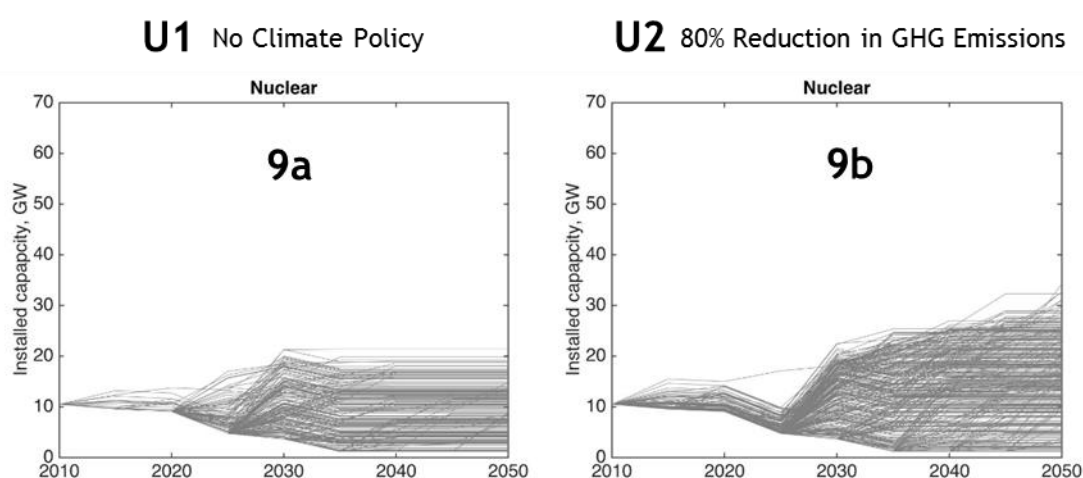 U1 No Climate Policy
U2 80% Reduction in GHG Emissions
Nuclear
70
60
50
40
30
20
10
0
Installed capapcity, GW
9a
2010 2020 2030 2040 2050
Nuclear
70
60
50
40
30
20
10
0
Installed capapcity, GW
9b
2010 2020 2030 2040 2050